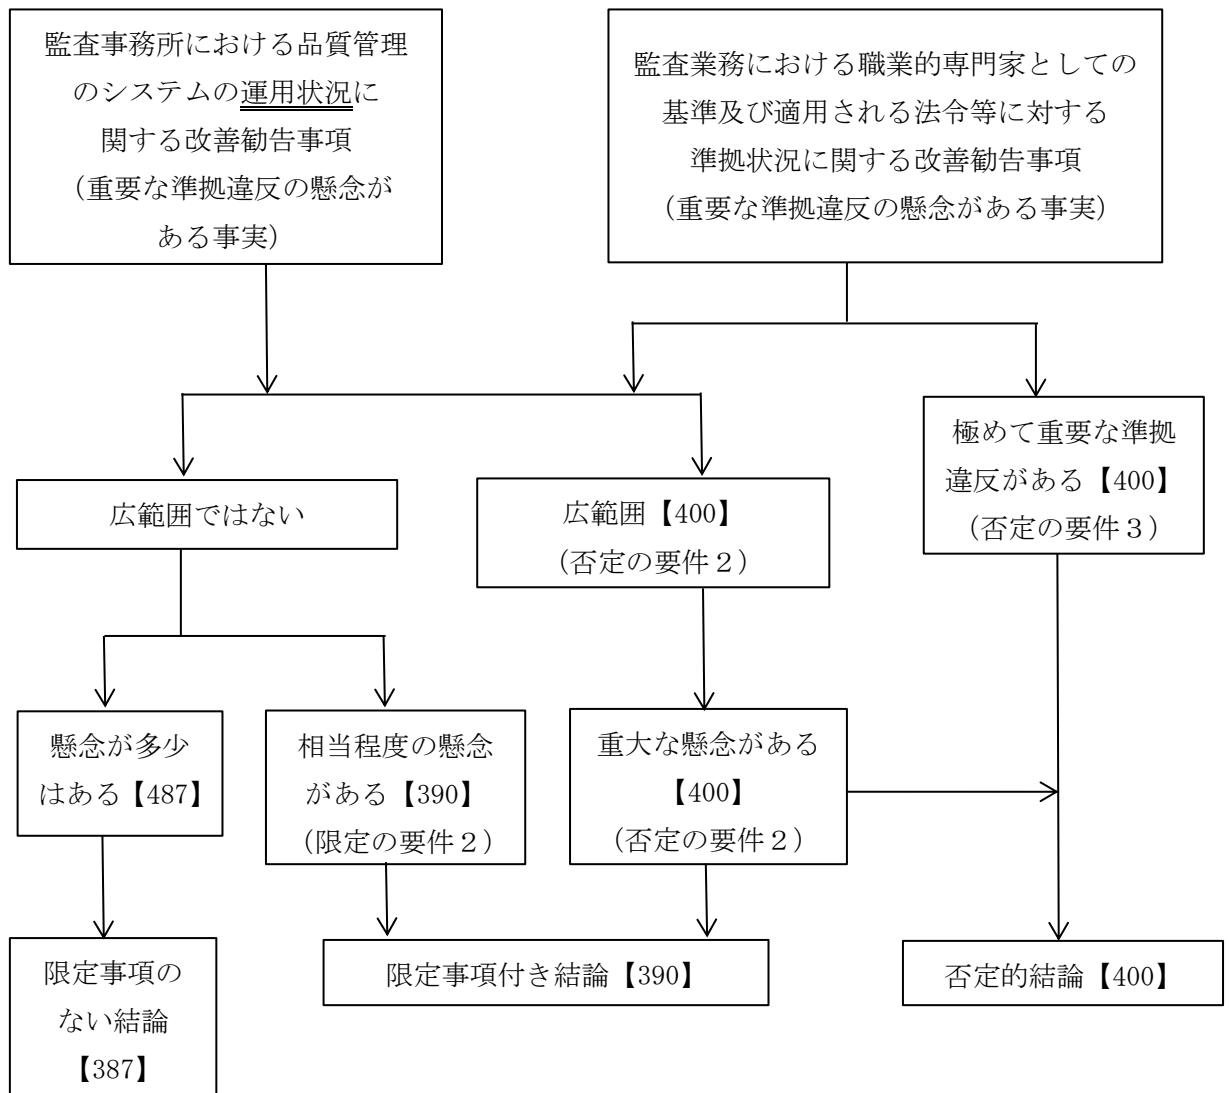 監査事務所における品質管理
のシステムの運用状況に
関する改善勧告事項
（重要な準拠違反の懸念が
ある事実）
監査業務における職業的専門家としての
基準及び適用される法令等に対する
準拠状況に関する改善勧告事項
（重要な準拠違反の懸念がある事実）
極めて重要な準拠
違反がある【400】
（否定の要件３）
広範囲ではない
広範囲【400】
（否定の要件２）
懸念が多少
はある【487】
相当程度の懸念
がある【390】
（限定の要件２）
重大な懸念がある
【400】
（否定の要件２）
限定事項の
ない結論
【387】
限定事項付き結論【390】
否定的結論【400】